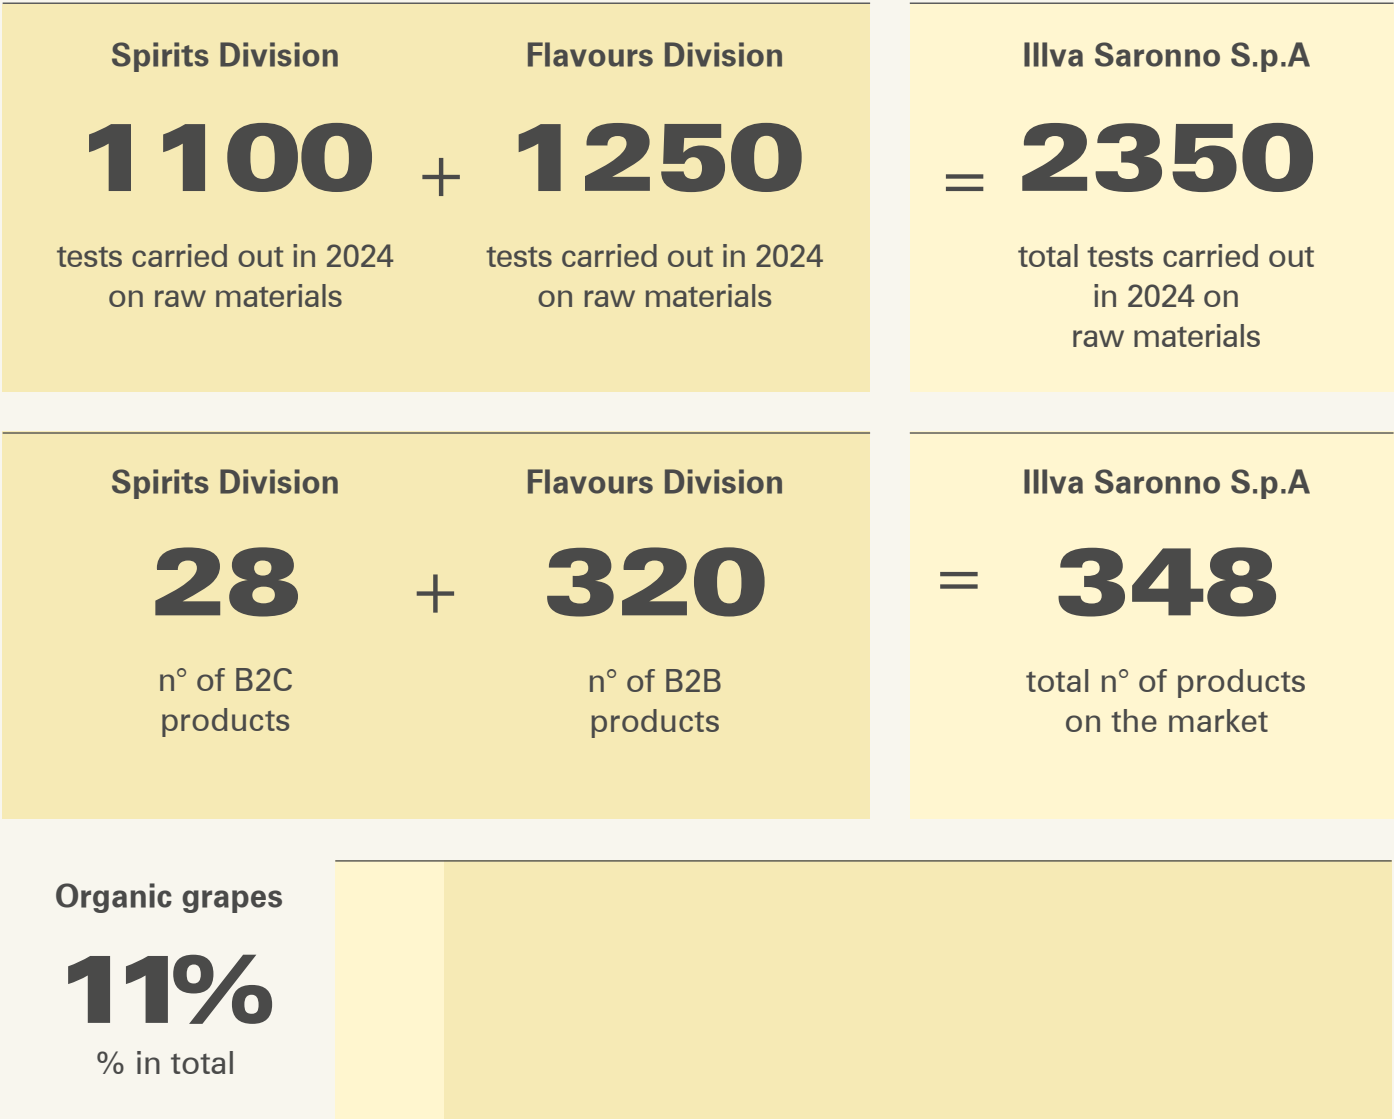 Spirits Division
1100
tests carried out in 2024
on raw materials
+
Flavours Division
1250
tests carried out in 2024
on raw materials
=
Illva Saronno S.p.A
2350
total tests carried out
in 2024 on
raw materials
Spirits Division
28
n° of B2C
products
+
Flavours Division
320
n° of B2B
products
=
Illva Saronno S.p.A
348
total n° of products
on the market
Organic grapes
11%
% in total